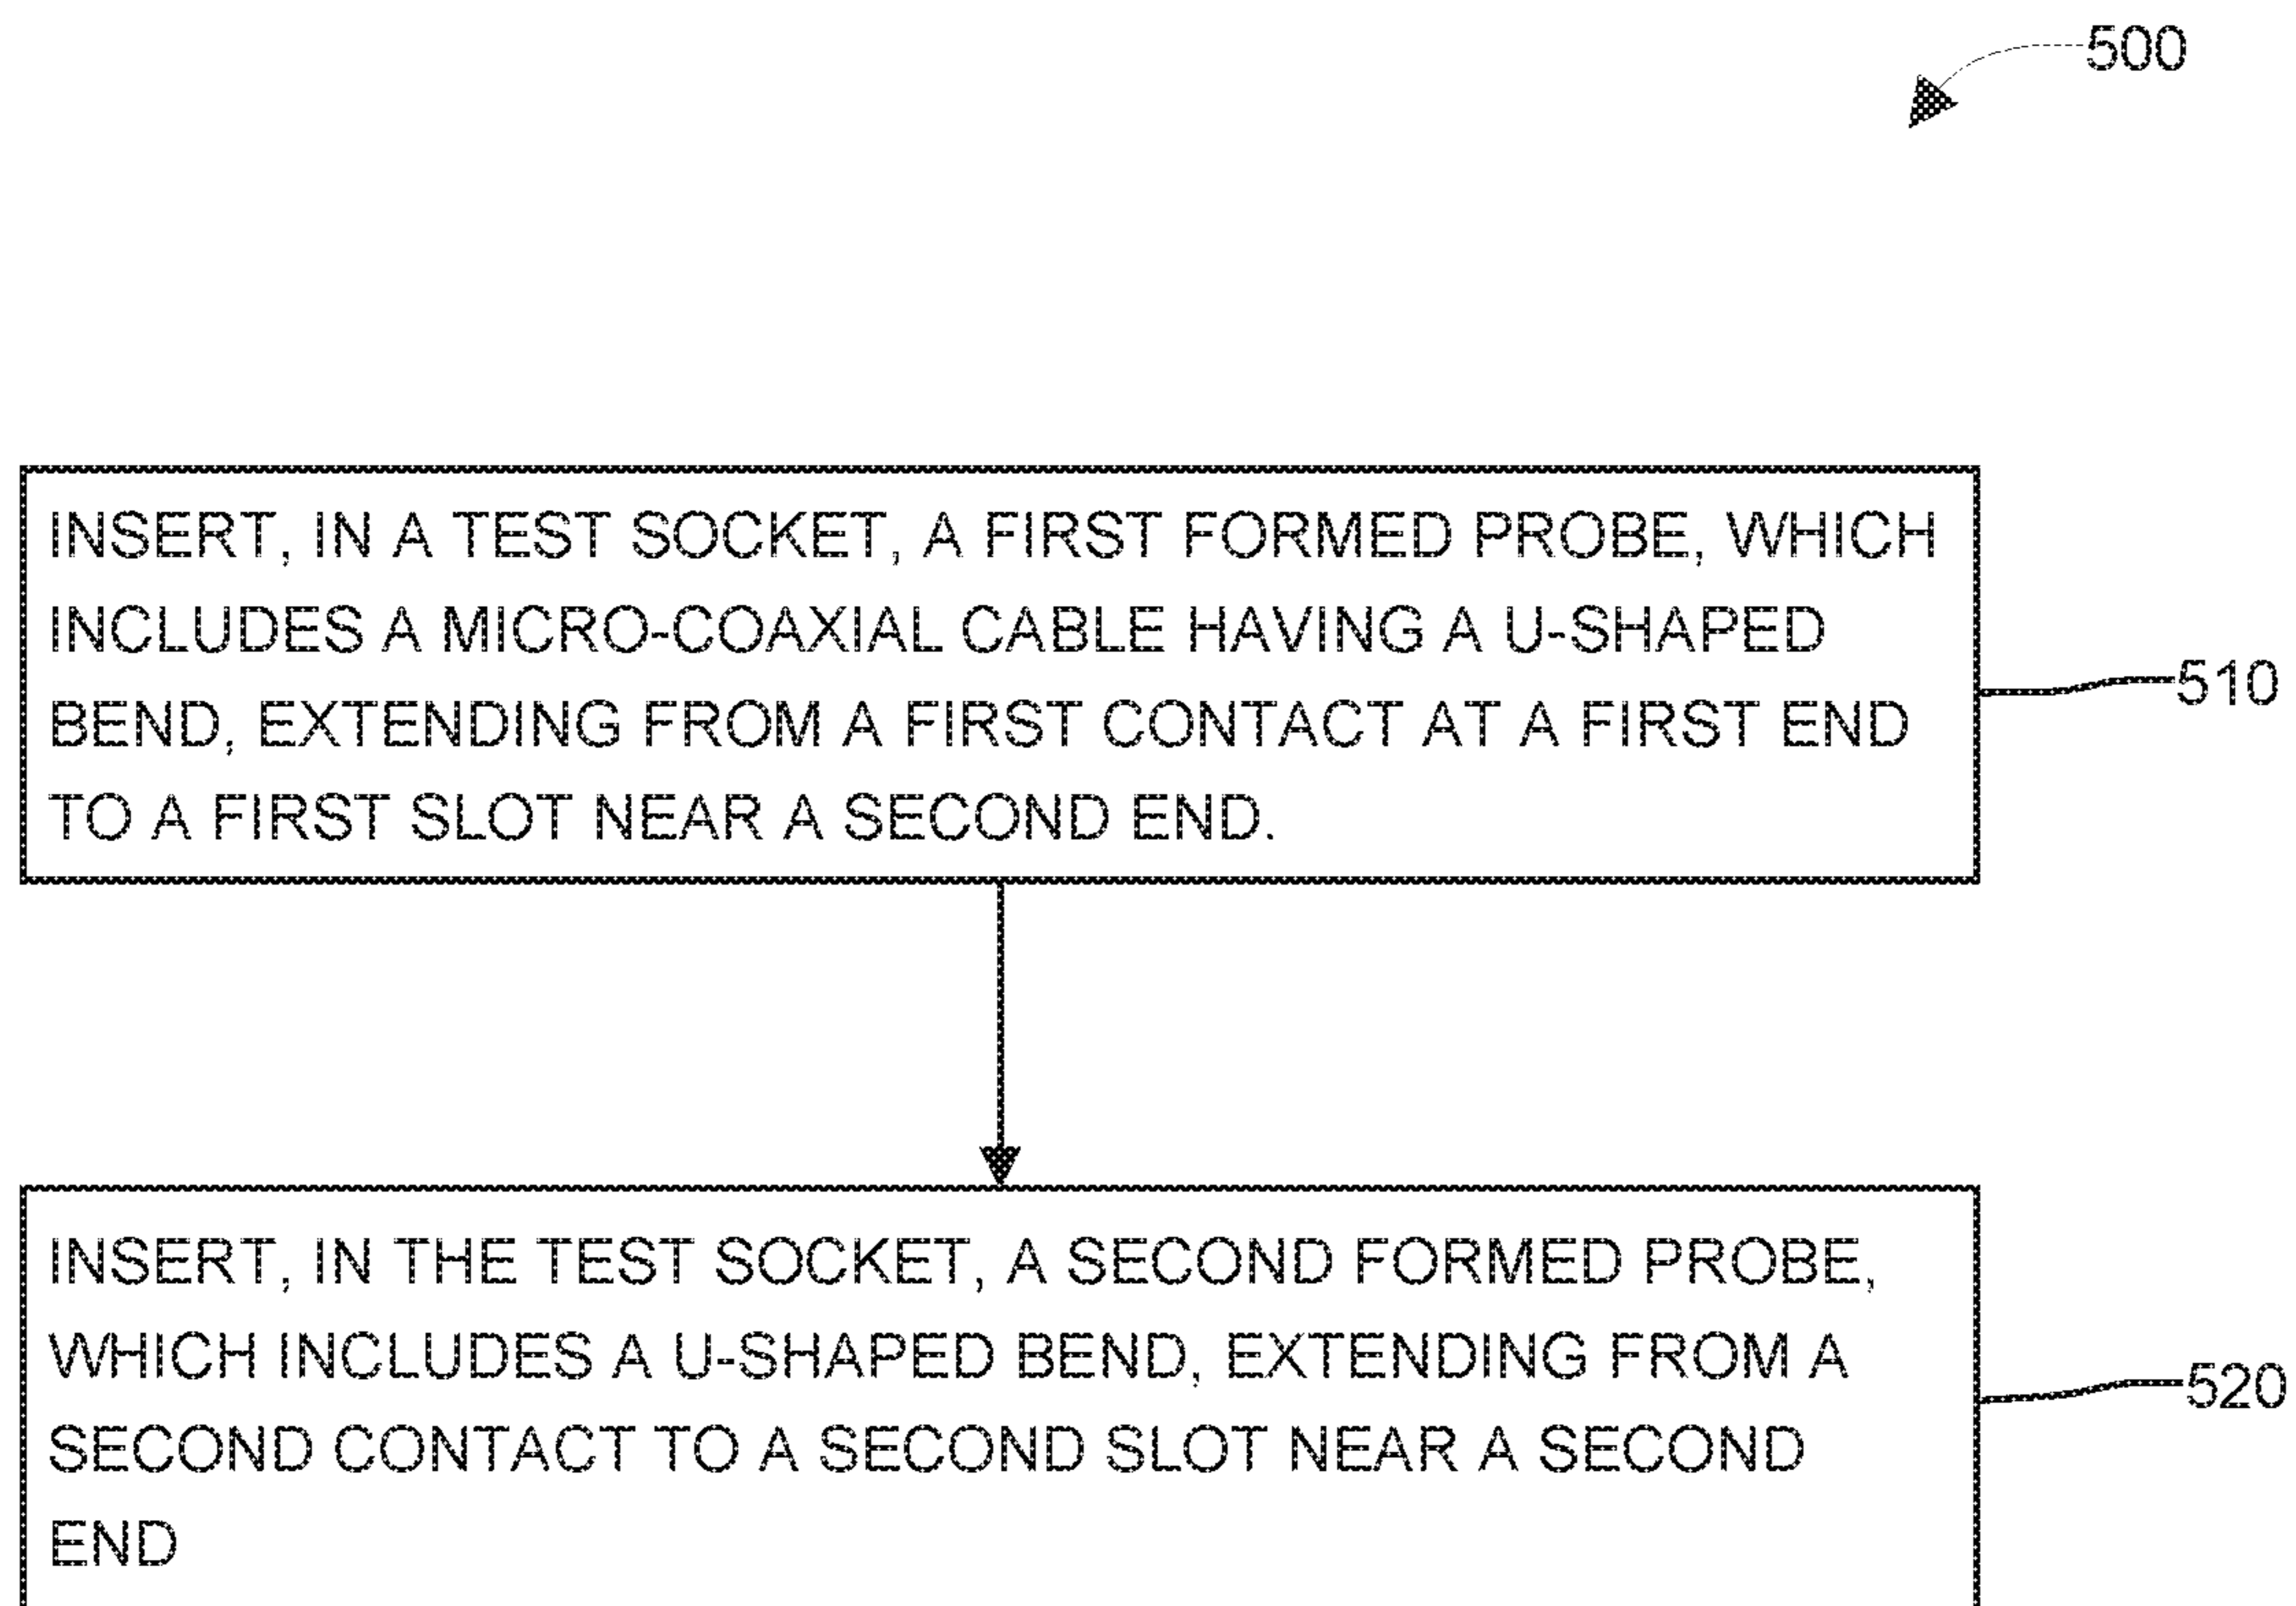 500
INSERT, IN A TEST SOCKET, A FIRST FORMED PROBE, WHICH
INCLUDES A MICRO-COAXIAL CABLE HAVING A U-SHAPED
BEND, EXTENDING FROM A FIRST CONTACT AT A FIRST END
TO A FIRST SLOT NEAR A SECOND END.
510
INSERT, IN THE TEST SOCKET, A SECOND FORMED PROBE,
WHICH INCLUDES A U-SHAPED BEND, EXTENDING FROM A
SECOND CONTACT TO A SECOND SLOT NEAR A SECOND
END
520